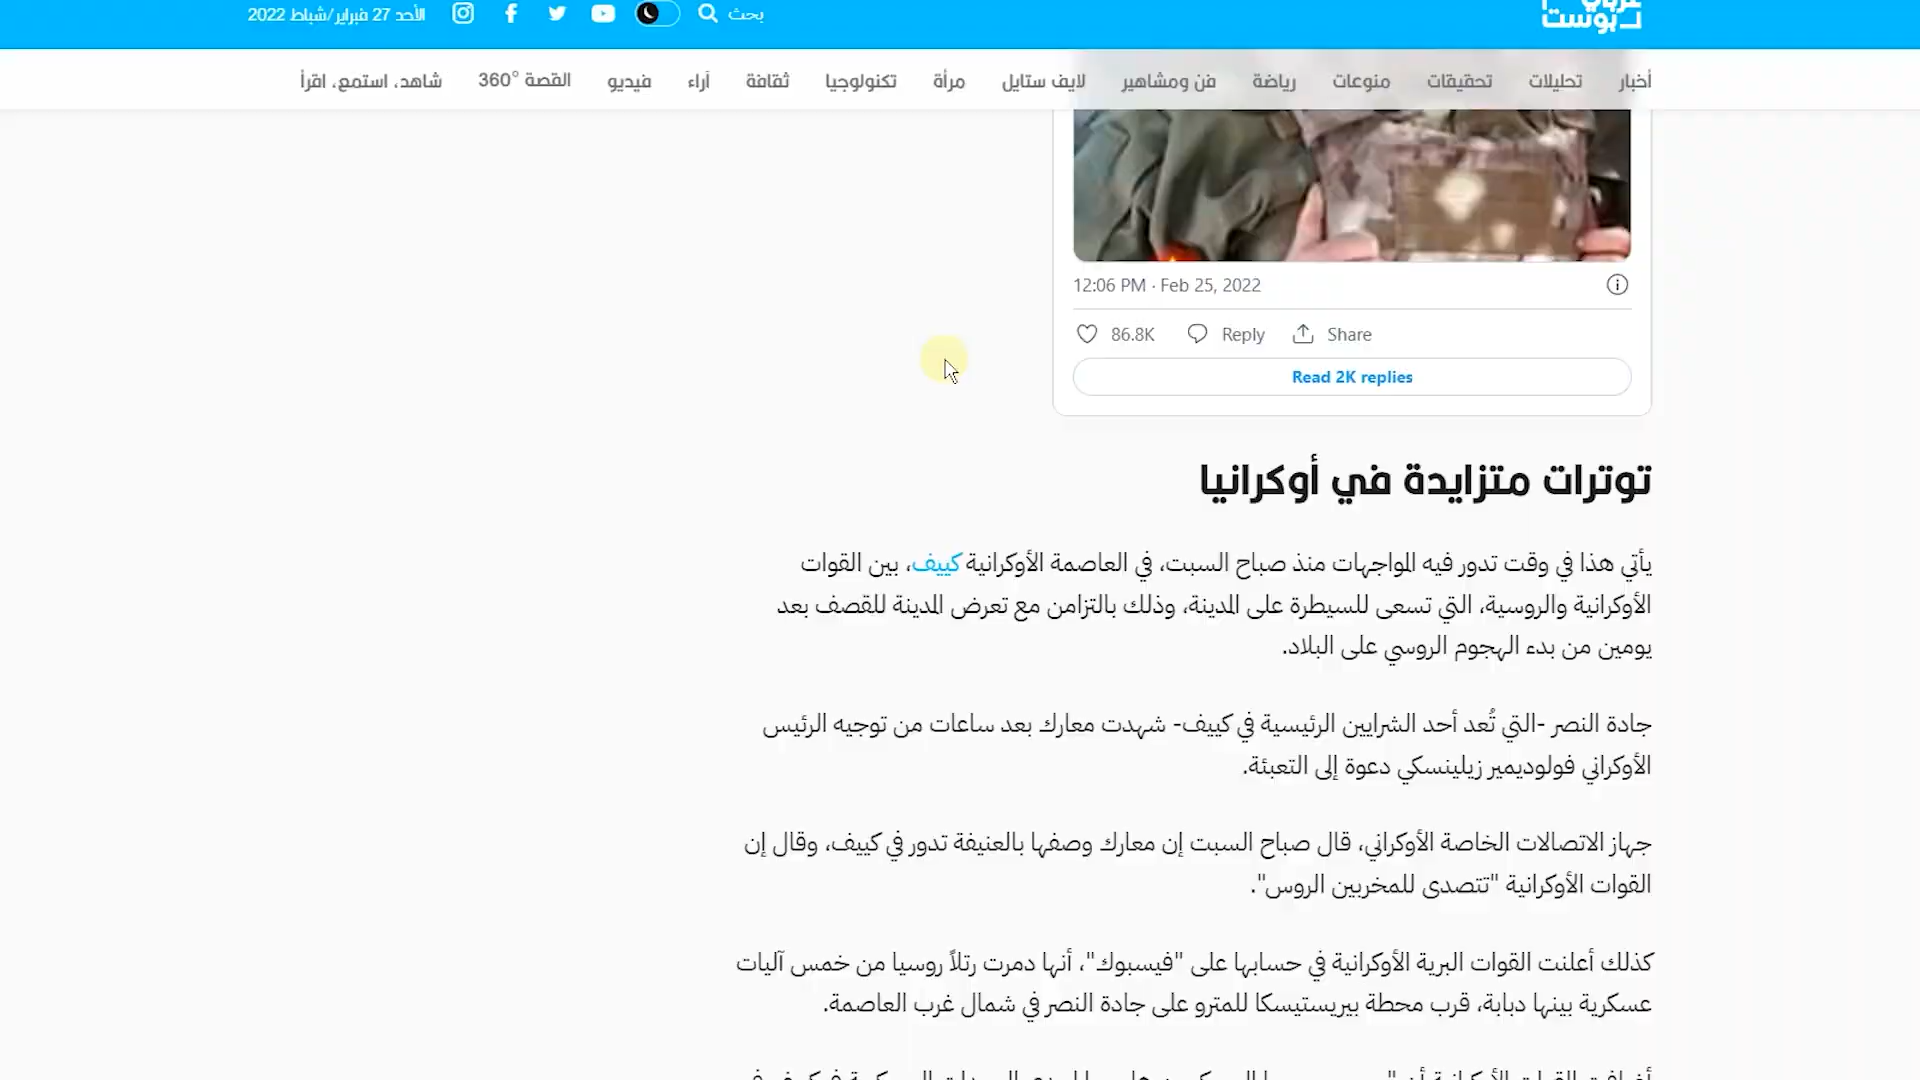 عربي
بوست
بحث
الأحد 27 فبراير/شباط 2022
أخبار تحليلات تحقيقات منوعات رياضة فن ومشاهير لايف ستايل مرأة تكنولوجيا ثقافة آراء فيديو القصة °360 شاهد، استمع، اقرأ
12:06 PM · Feb 25, 2022
86.8K Reply Share
Read 2K replies
توترات متزايدة في أوكرانيا
يأتي هذا في وقت تدور فيه المواجهات منذ صباح السبت، في العاصمة الأوكرانية كييف، بين القوات
الأوكرانية والروسية، التي تسعى للسيطرة على المدينة، وذلك بالتزامن مع تعرض المدينة للقصف بعد
يومين من بدء الهجوم الروسي على البلاد.
جادة النصر -التي تُعد أحد الشرايين الرئيسية في كييف- شهدت معارك بعد ساعات من توجيه الرئيس
الأوكراني فولوديمير زيلينسكي دعوة إلى التعبئة.
جهاز الاتصالات الخاصة الأوكراني، قال صباح السبت إن معارك وصفها بالعنيفة تدور في كييف، وقال إن
القوات الأوكرانية "تتصدى للمخربين الروس".
كذلك أعلنت القوات البرية الأوكرانية في حسابها على "فيسبوك"، أنها دمرت رتلاً روسيا من خمس آليات
عسكرية بينها دبابة، قرب محطة بيريستيسكا للمترو على جادة النصر في شمال غرب العاصمة.